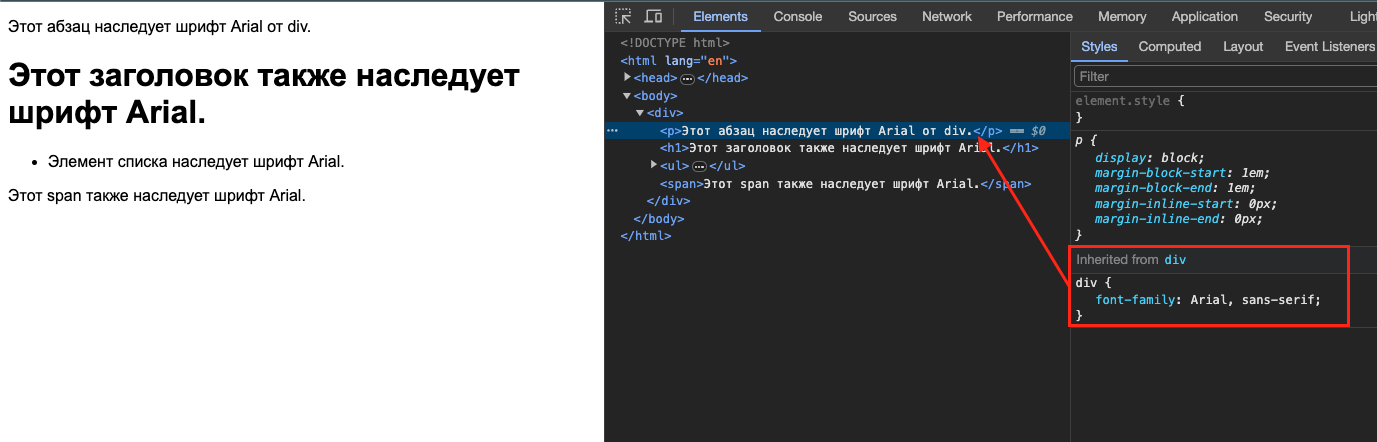 Этот абзац наследует шрифт Arial от div.
Этот заголовок также наследует
шрифт Arial.
• Элемент списка наследует шрифт Arial.
Этот span также наследует шрифт Arial.
Elements Console Sources Network Performance Memory Application Security Light
<!DOCTYPE html>
<html lang="en">
▶<head>…</head>
▼<body>
▼<div>
<p>Этот абзац наследует шрифт Arial от div.</p> == $0
<h1>Этот заголовок также наследует шрифт Arial.</h1>
▶<ul>…</ul>
<span>Этот span также наследует шрифт Arial.</span>
</div>
</body>
</html>
Styles Computed Layout Event Listeners
Filter
element.style {
}
p {
display: block;
margin-block-start: 1em;
margin-block-end: 1em;
margin-inline-start: 0px;
margin-inline-end: 0px;
}
Inherited from div
div {
font-family: Arial, sans-serif;
}